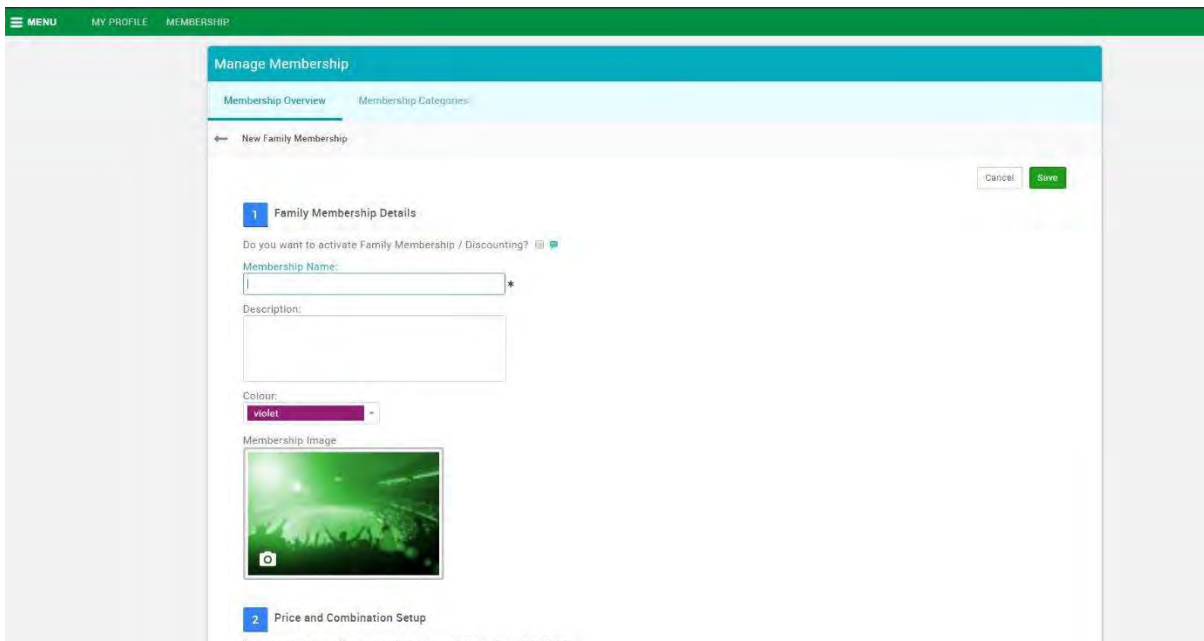 MENU MY PROFILE MEMBERSHIP
Manage Membership
Membership Overview Membership Categories
New Family Membership
Cancel Save
1 Family Membership Details
Do you want to activate Family Membership / Discounting?
Membership Name:
*
Description:
Colour:
violet
Membership Image
2 Price and Combination Setup